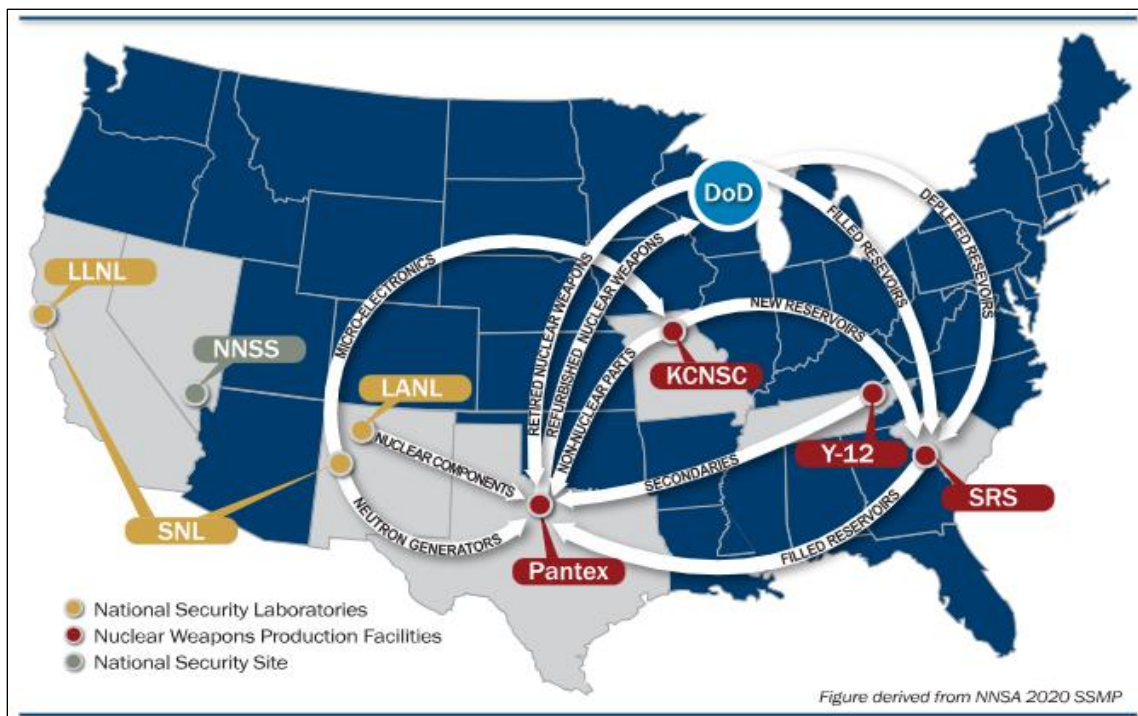 DoD
DEPLETED RESEVOIRS
FILLED RESEVOIRS
MICRO-ELECTRONICS
RETIRED NUCLEAR WEAPONS
REFURBISHED NUCLEAR WEAPONS
NON-NUCLEAR PARTS
NEW RESERVOIRS
LLNL
NNSS
KCNSC
LANL
NUCLEAR COMPONENTS
SECONDARIES
Y-12
SRS
SNL
NEUTRON GENERATORS
FILLED RESERVOIRS
Pantex
National Security Laboratories
Nuclear Weapons Production Facilities
National Security Site
Figure derived from NNSA 2020 SSMP